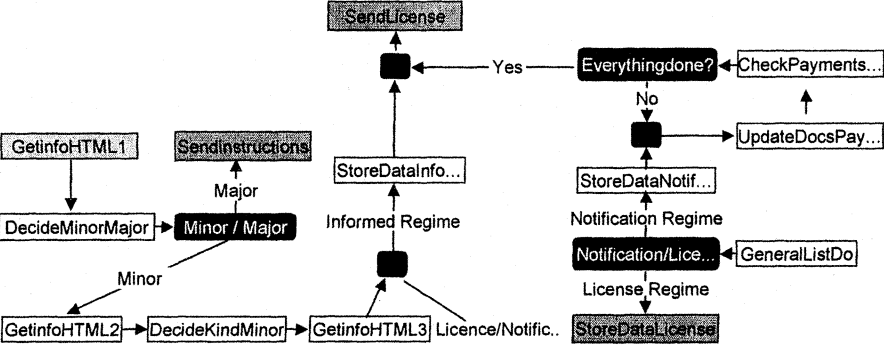 SendLicense
Yes
Everythingdone?
CheckPayments...
No
GetinfoHTML1
SendInstructions
StoreDataInfo...
UpdateDocsPay...
Major
StoreDataNotif...
DecideMinorMajor
Minor / Major
Informed Regime
Notification Regime
Minor
Notification/Lice...
GeneralListDo
License Regime
GetinfoHTML2
DecideKindMinor
GetinfoHTML3
Licence/Notific..
StoreDataLicense